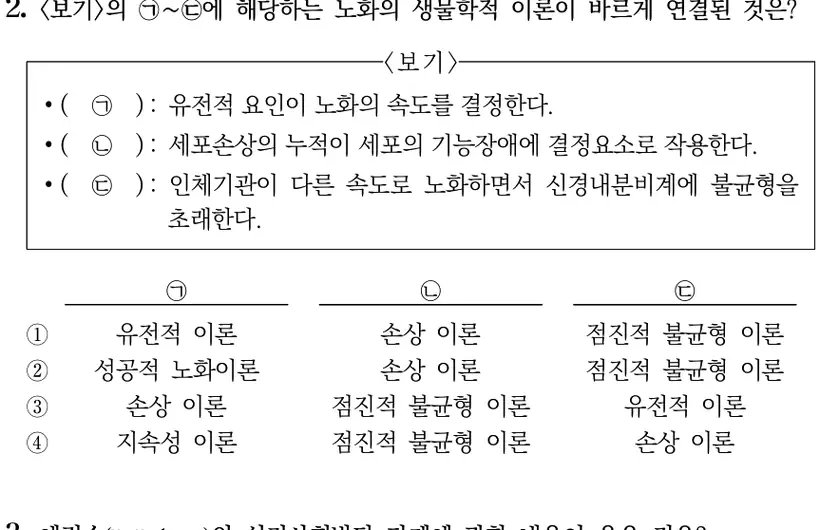 2. <보기>의 ㉠~㉢에 해당하는 노화의 생물학적 이론이 바르게 연결된 것은?
<보기>
• ( ㉠ ) : 유전적 요인이 노화의 속도를 결정한다.
• ( ㉡ ) : 세포손상의 누적이 세포의 기능장애에 결정요소로 작용한다.
• ( ㉢ ) : 인체기관이 다른 속도로 노화하면서 신경내분비계에 불균형을
초래한다.
㉠ ㉡ ㉢
① 유전적 이론 손상 이론 점진적 불균형 이론
② 성공적 노화이론 손상 이론 점진적 불균형 이론
③ 손상 이론 점진적 불균형 이론 유전적 이론
④ 지속성 이론 점진적 불균형 이론 손상 이론